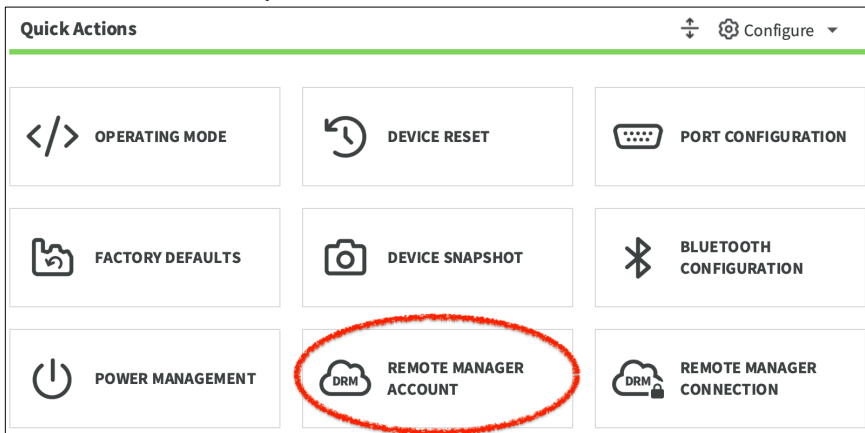 Quick Actions
Configure
OPERATING MODE
DEVICE RESET
PORT CONFIGURATION
FACTORY DEFAULTS
DEVICE SNAPSHOT
BLUETOOTH
CONFIGURATION
POWER MANAGEMENT
DRM
REMOTE MANAGER
ACCOUNT
DRM
REMOTE MANAGER
CONNECTION